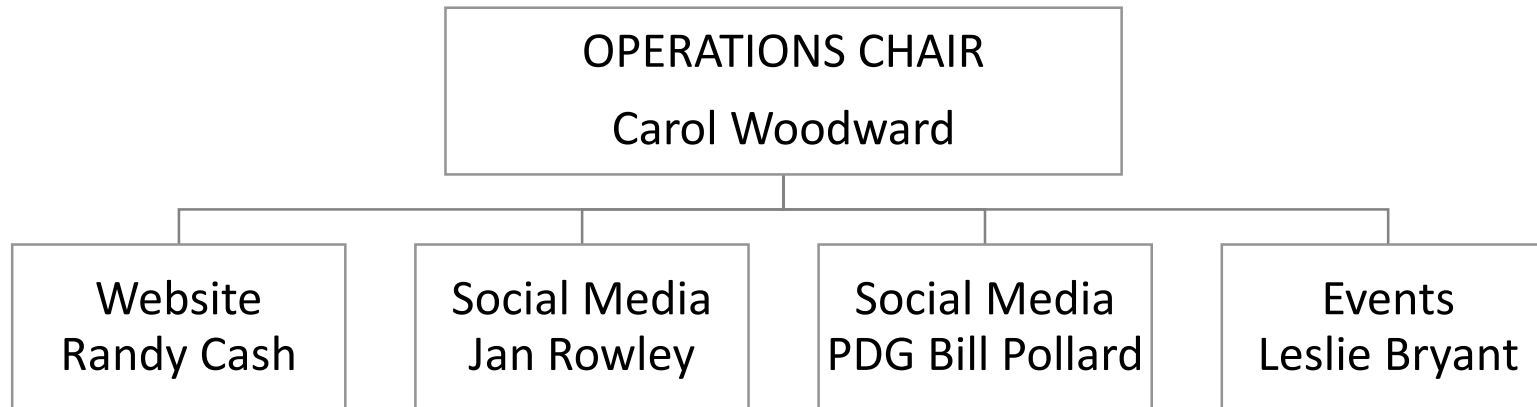 OPERATIONS CHAIR
Carol Woodward
Website
Randy Cash
Social Media
Jan Rowley
Social Media
PDG Bill Pollard
Events
Leslie Bryant